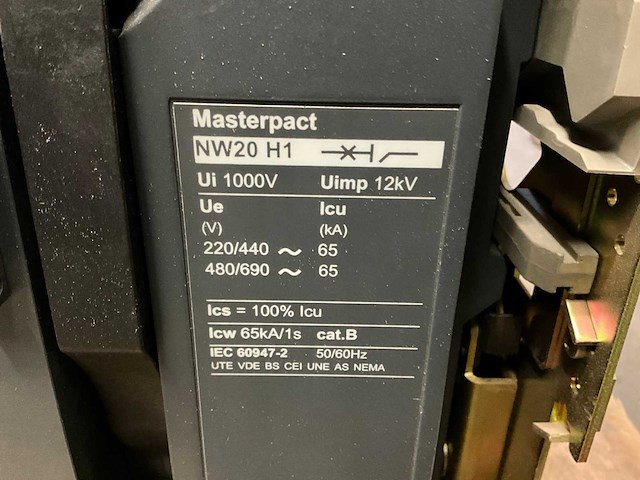 Masterpact
NW20 H1
Ui 1000V Uimp 12kV
Ue Icu
(V) (kA)
220/440 ~ 65
480/690 ~ 65
Ics = 100% Icu
Icw 65kA/1s cat.B
IEC 60947-2 50/60Hz
UTE VDE BS CEI UNE AS NEMA